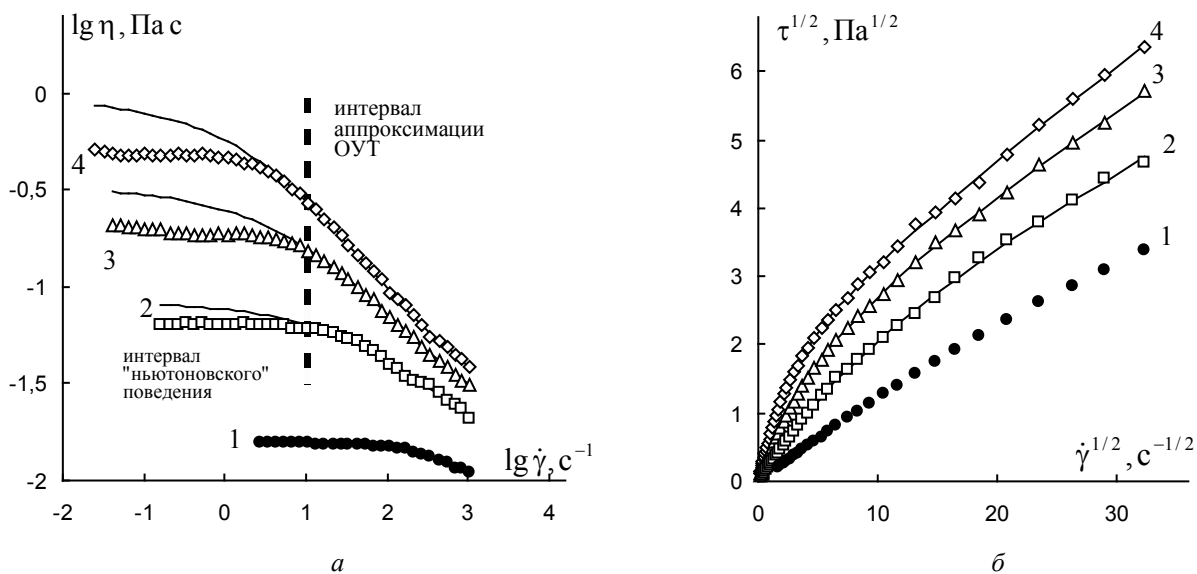 lg η, Па с
0
-0,5
-1
-1,5
-2
-2
-1
0
1
2
3
4
интервал
аппроксимации
ОУТ
4
3
2
интервал
"ньютоновского"
поведения
1
lg γ̇, с⁻¹
а
τ^{1/2}, Па^{1/2}
6
5
4
3
2
1
0
0
10
20
30
4
3
2
1
γ̇^{1/2}, с^{-1/2}
б